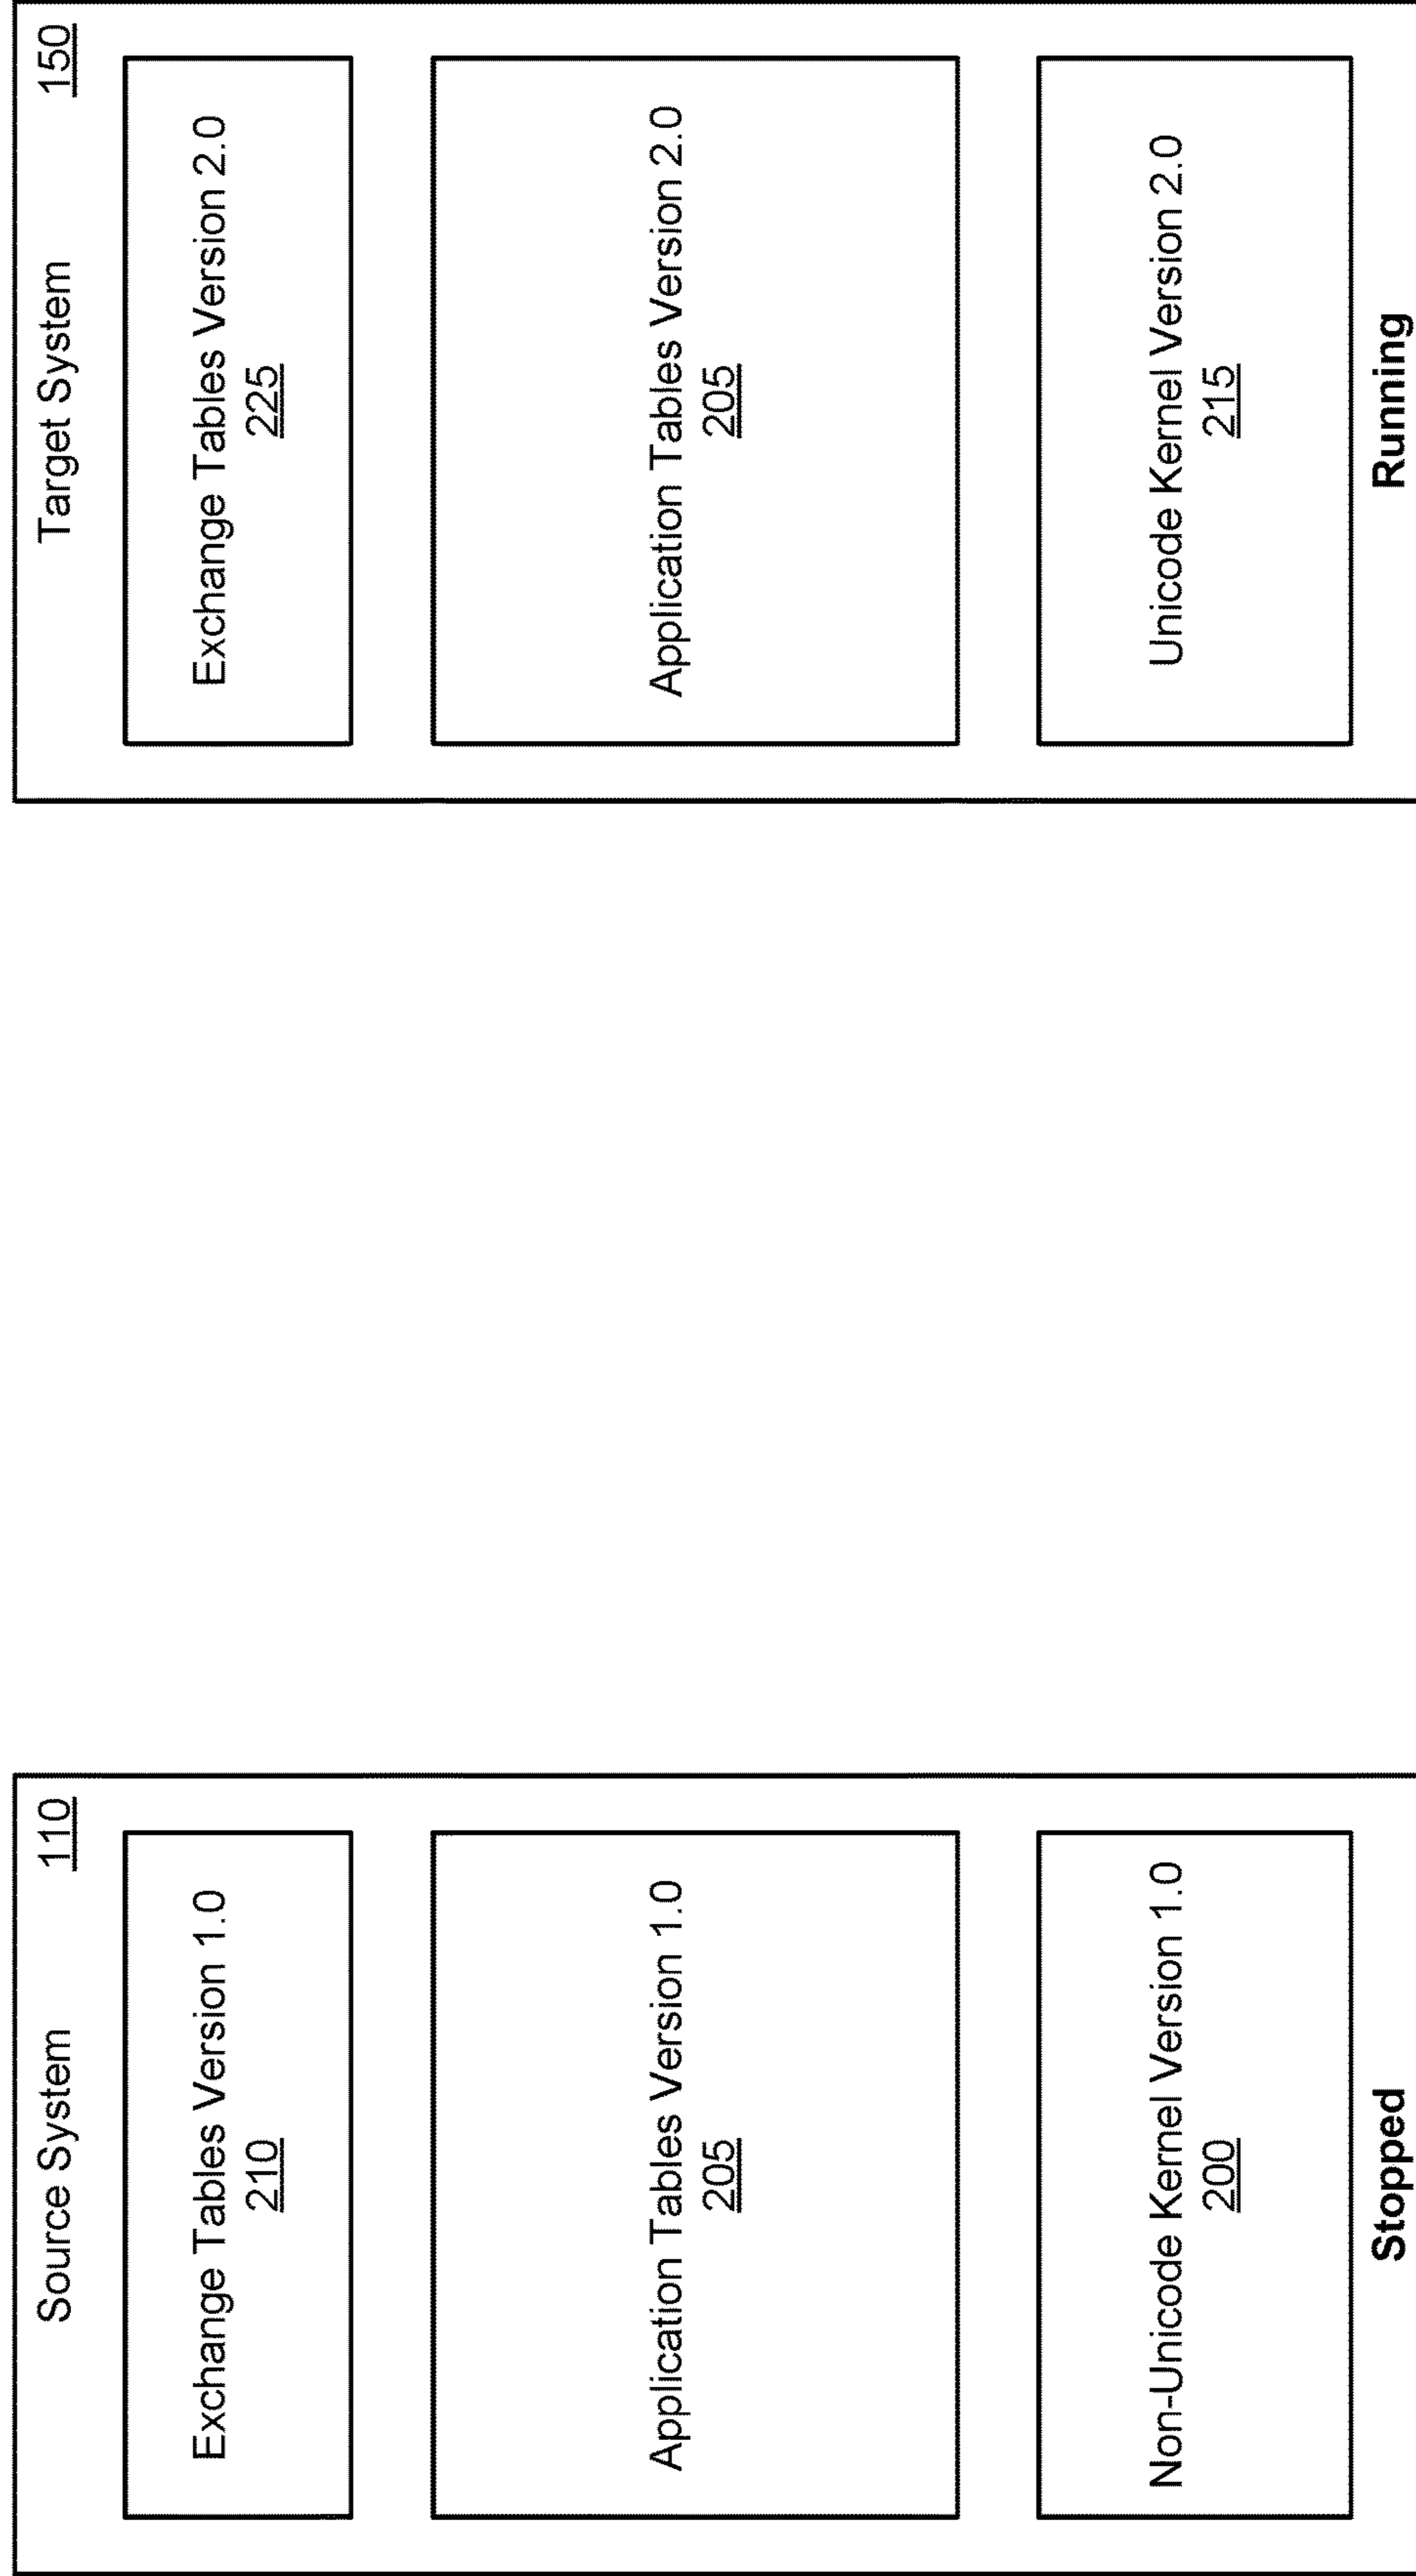 Source System
110
Exchange Tables Version 1.0
210
Application Tables Version 1.0
205
Non-Unicode Kernel Version 1.0
200
Stopped
Target System
150
Exchange Tables Version 2.0
225
Application Tables Version 2.0
205
Unicode Kernel Version 2.0
215
Running